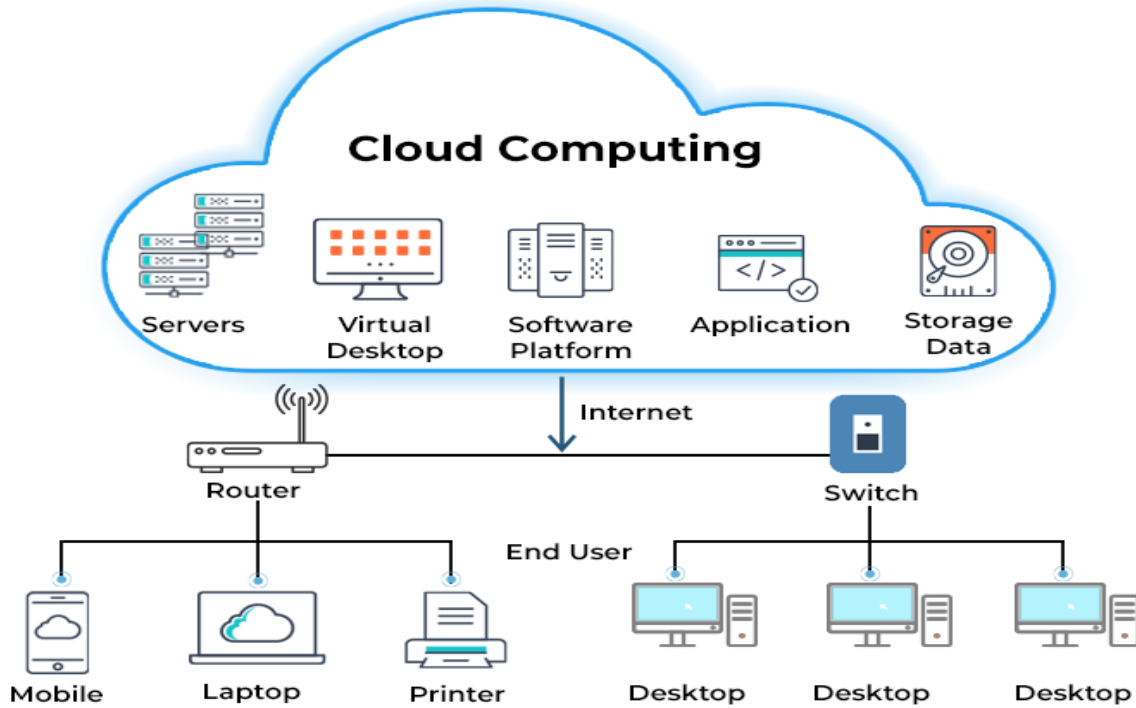 Cloud Computing
Servers
Virtual
Desktop
Software
Platform
Application
Storage
Data
Internet
Router
Switch
End User
Mobile
Laptop
Printer
Desktop
Desktop
Desktop